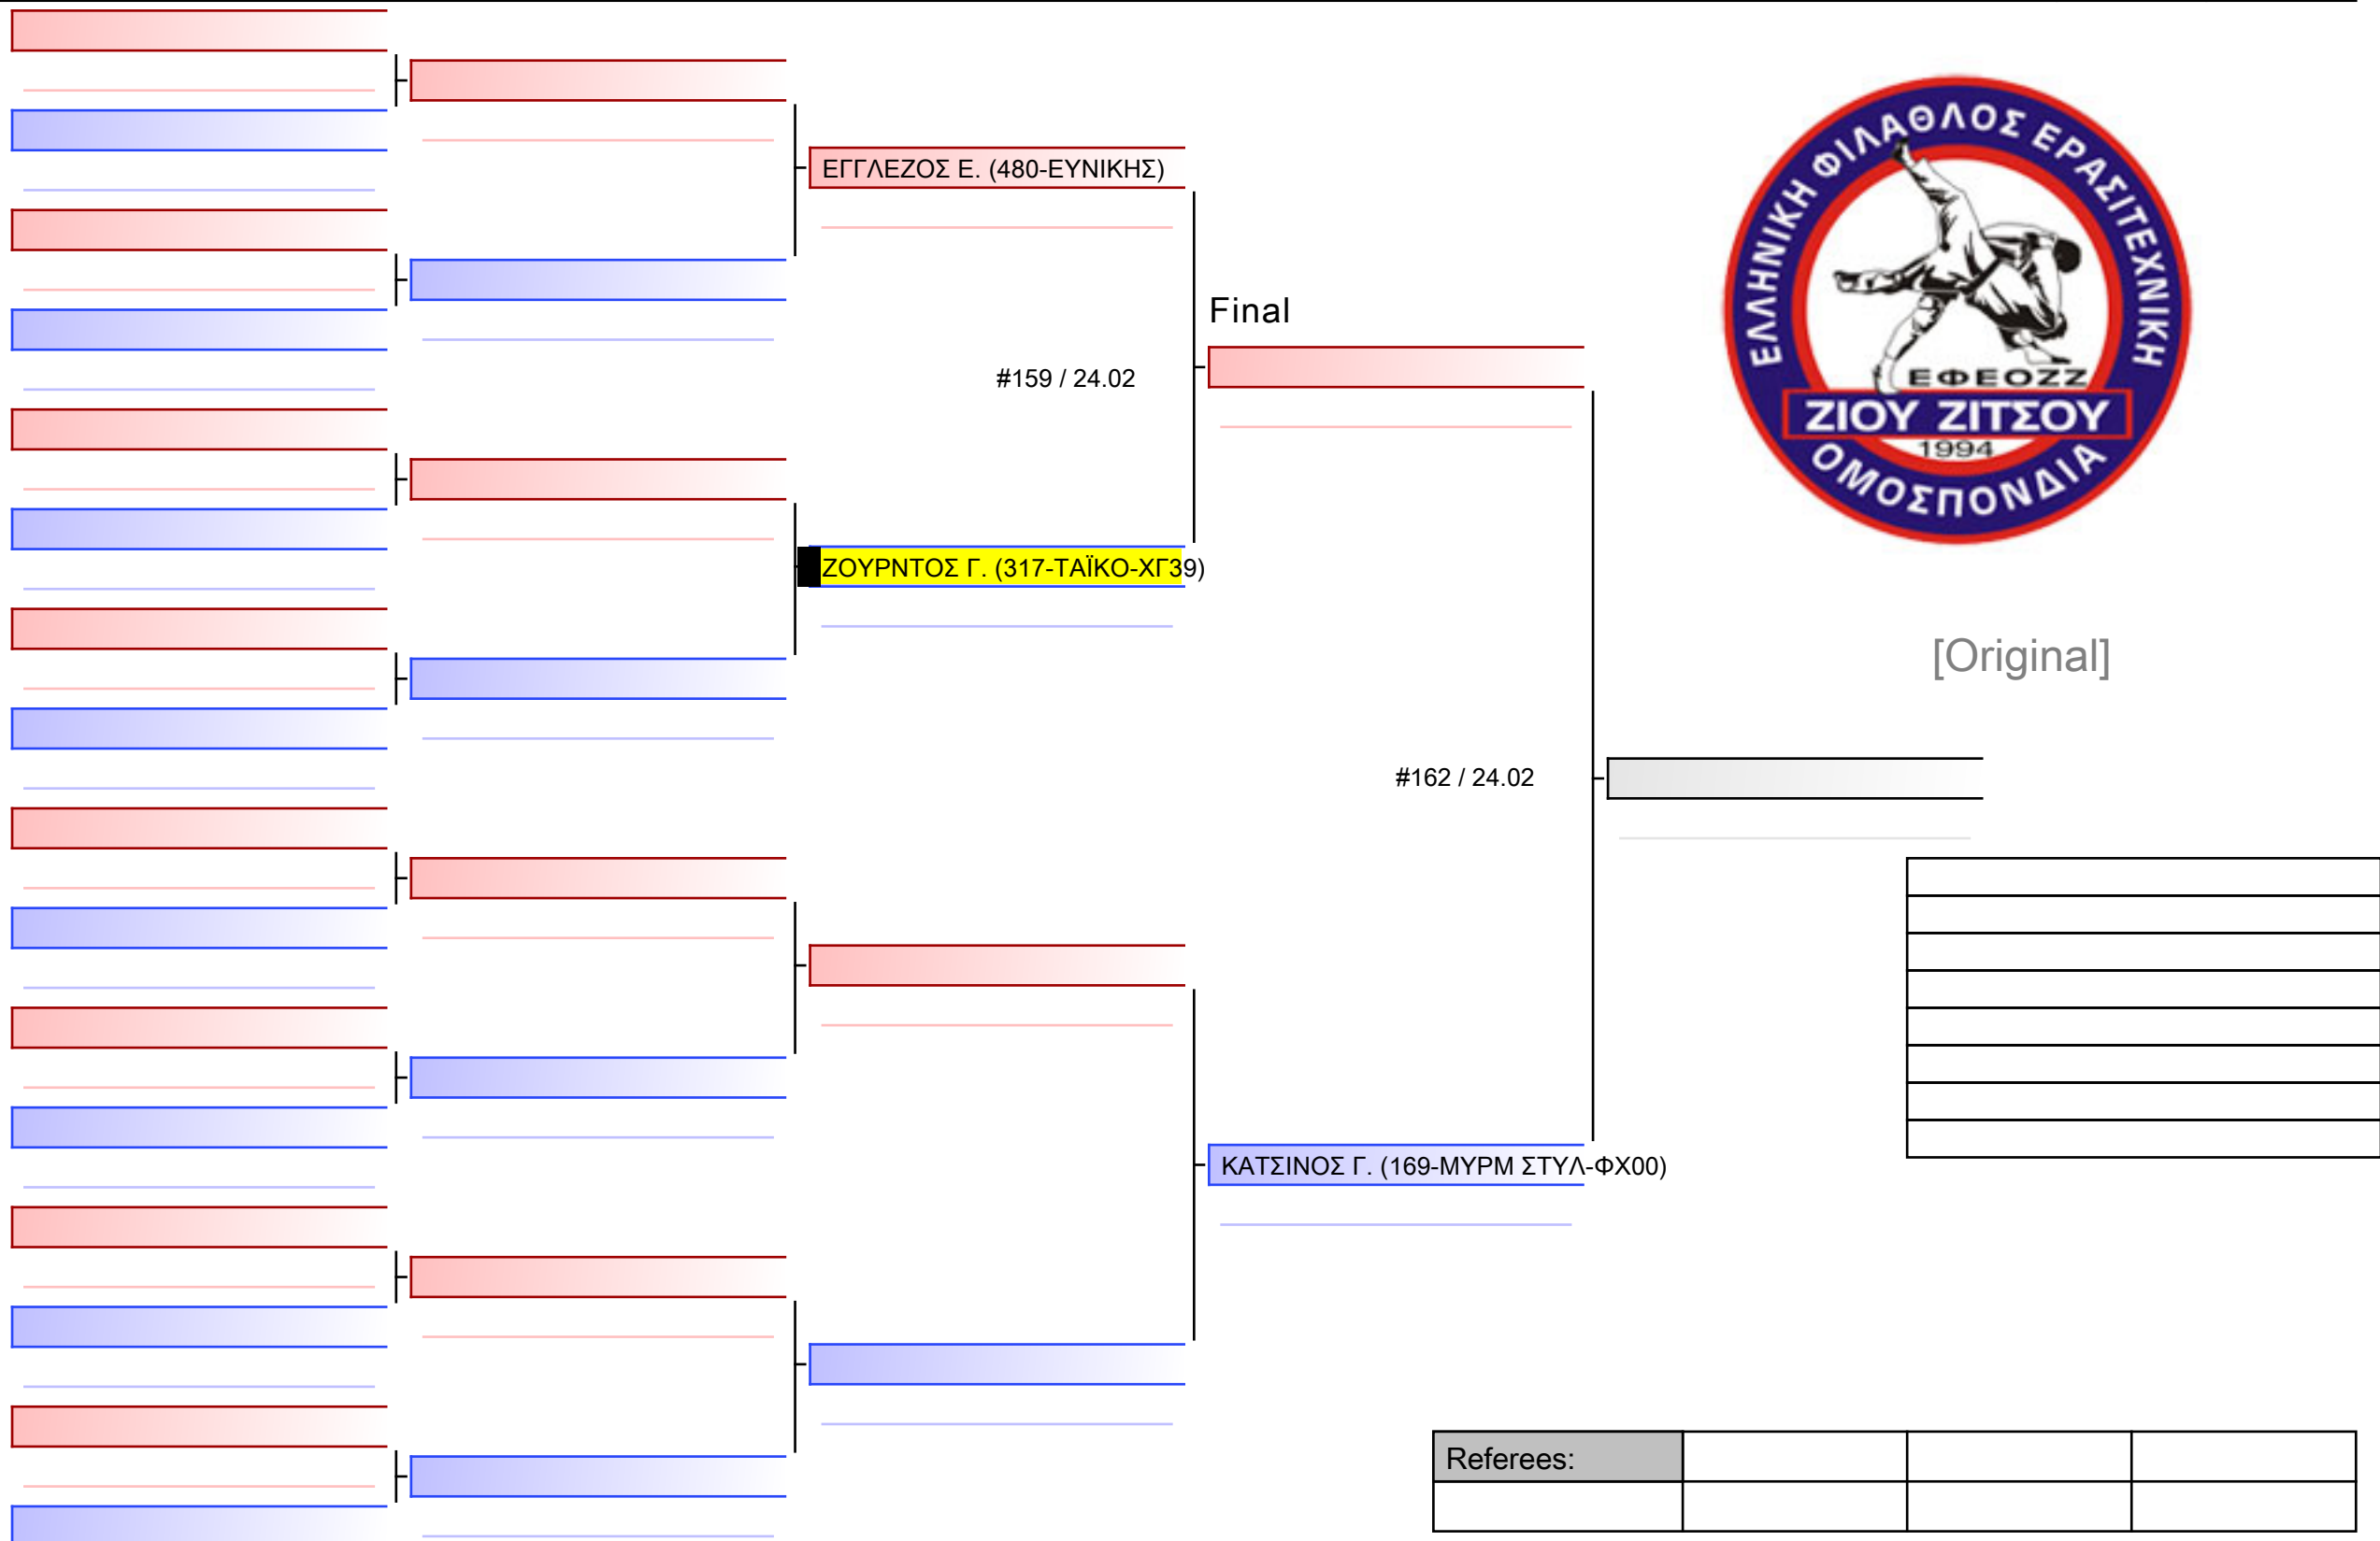 ΕΓΓΛΕΖΟΣ Ε. (480-ΕΥΝΙΚΗΣ)
Final
#159 / 24.02
ΖΟΥΡΝΤΟΣ Γ. (317-ΤΑΪΚΟ-ΧΓ39)
#162 / 24.02
ΚΑΤΣΙΝΟΣ Γ. (169-ΜΥΡΜ ΣΤΥΛ-ΦΧ00)
ΕΛΛΗΝΙΚΗ ΦΙΛΑΘΛΟΣ ΕΡΑΣΙΤΕΧΝΙΚΗ
ΕΦΕΟΖΖ
ΖΙΟΥ ΖΙΤΣΟΥ
1994
ΟΜΟΣΠΟΝΔΙΑ
[Original]
Referees: